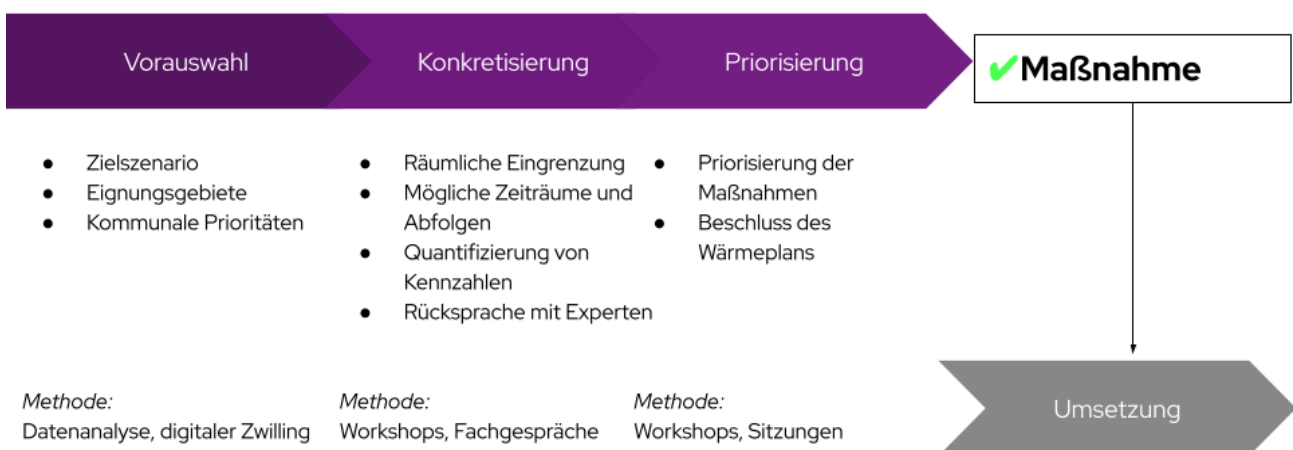 Vorauswahl
Konkretisierung
Priorisierung
✔Maßnahme
● Zielszenario
● Eignungsgebiete
● Kommunale Prioritäten
● Räumliche Eingrenzung
● Mögliche Zeiträume und
Abfolgen
● Quantifizierung von
Kennzahlen
● Rücksprache mit Experten
● Priorisierung der
Maßnahmen
● Beschluss des
Wärmeplans
Methode:
Datenanalyse, digitaler Zwilling
Methode:
Workshops, Fachgespräche
Methode:
Workshops, Sitzungen
Umsetzung